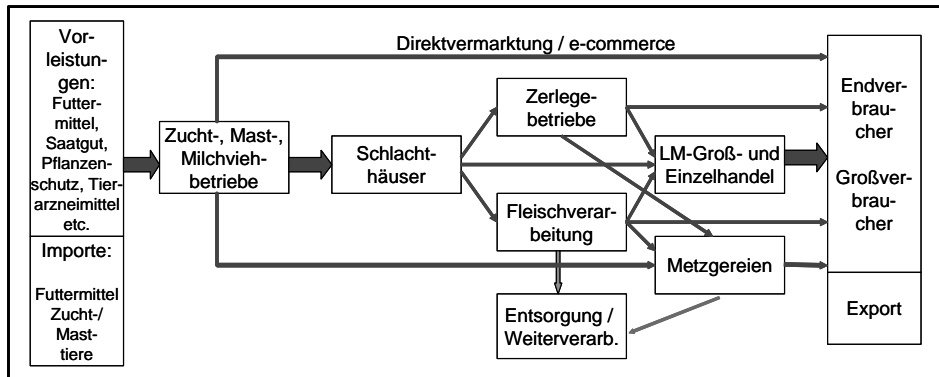 Vor-
leistun-
gen:
Futter-
mittel,
Saatgut,
Pflanzen-
schutz, Tier-
arzneimittel
etc.
Importe:
Futtermittel
Zucht-/
Mast-
tiere
Zucht-, Mast-,
Milchvieh-
betriebe
Direktvermarktung / e-commerce
Schlacht-
häuser
Zerlege-
betriebe
Fleischverar-
beitung
Entsorgung /
Weiterverarb.
LM-Groß- und
Einzelhandel
Metzgereien
Endver-
brau-
cher
Großver-
brau-
cher
Export